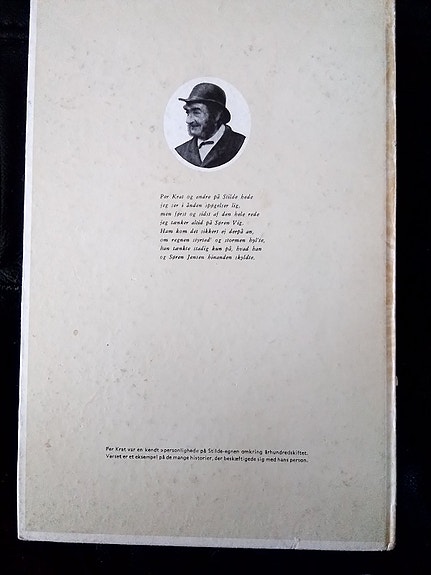 Per Krat og andre på Stilde hede
jeg ser i ånden spøgelser lig,
men først og sidst af den hele rede
jeg tænker altid på Søren Vig.
Ham kom det sikkert ej derpå an,
om regnen styrted' og stormen hyl'te,
han tænkte stadig kun på, hvad han
og Søren Jensen hinanden skyldte.
Per Krat var en kendt »personlighed« på Stilde-egnen omkring århundredskiftet.
Verset er et eksempel på de mange historier, der beskæftigede sig med hans person.